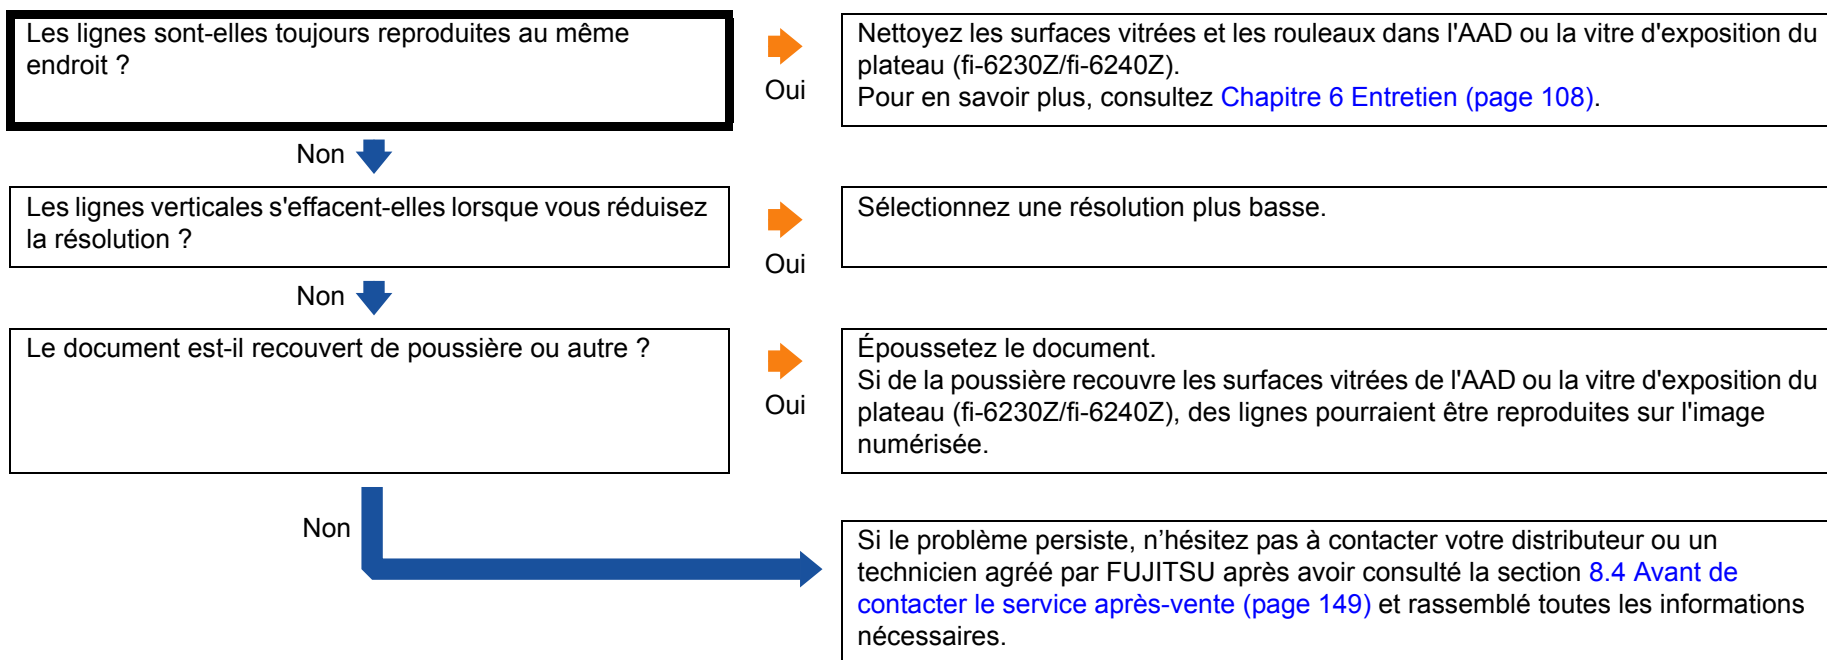 Les lignes sont-elles toujours reproduites au même
endroit ?
Oui
Nettoyez les surfaces vitrées et les rouleaux dans l'AAD ou la vitre d'exposition du
plateau (fi-6230Z/fi-6240Z).
Pour en savoir plus, consultez Chapitre 6 Entretien (page 108).
Non
Les lignes verticales s'effacent-elles lorsque vous réduisez
la résolution ?
Oui
Sélectionnez une résolution plus basse.
Non
Le document est-il recouvert de poussière ou autre ?
Oui
Époussetez le document.
Si de la poussière recouvre les surfaces vitrées de l'AAD ou la vitre d'exposition du
plateau (fi-6230Z/fi-6240Z), des lignes pourraient être reproduites sur l'image
numérisée.
Non
Si le problème persiste, n’hésitez pas à contacter votre distributeur ou un
technicien agréé par FUJITSU après avoir consulté la section 8.4 Avant de
contacter le service après-vente (page 149) et rassemblé toutes les informations
nécessaires.